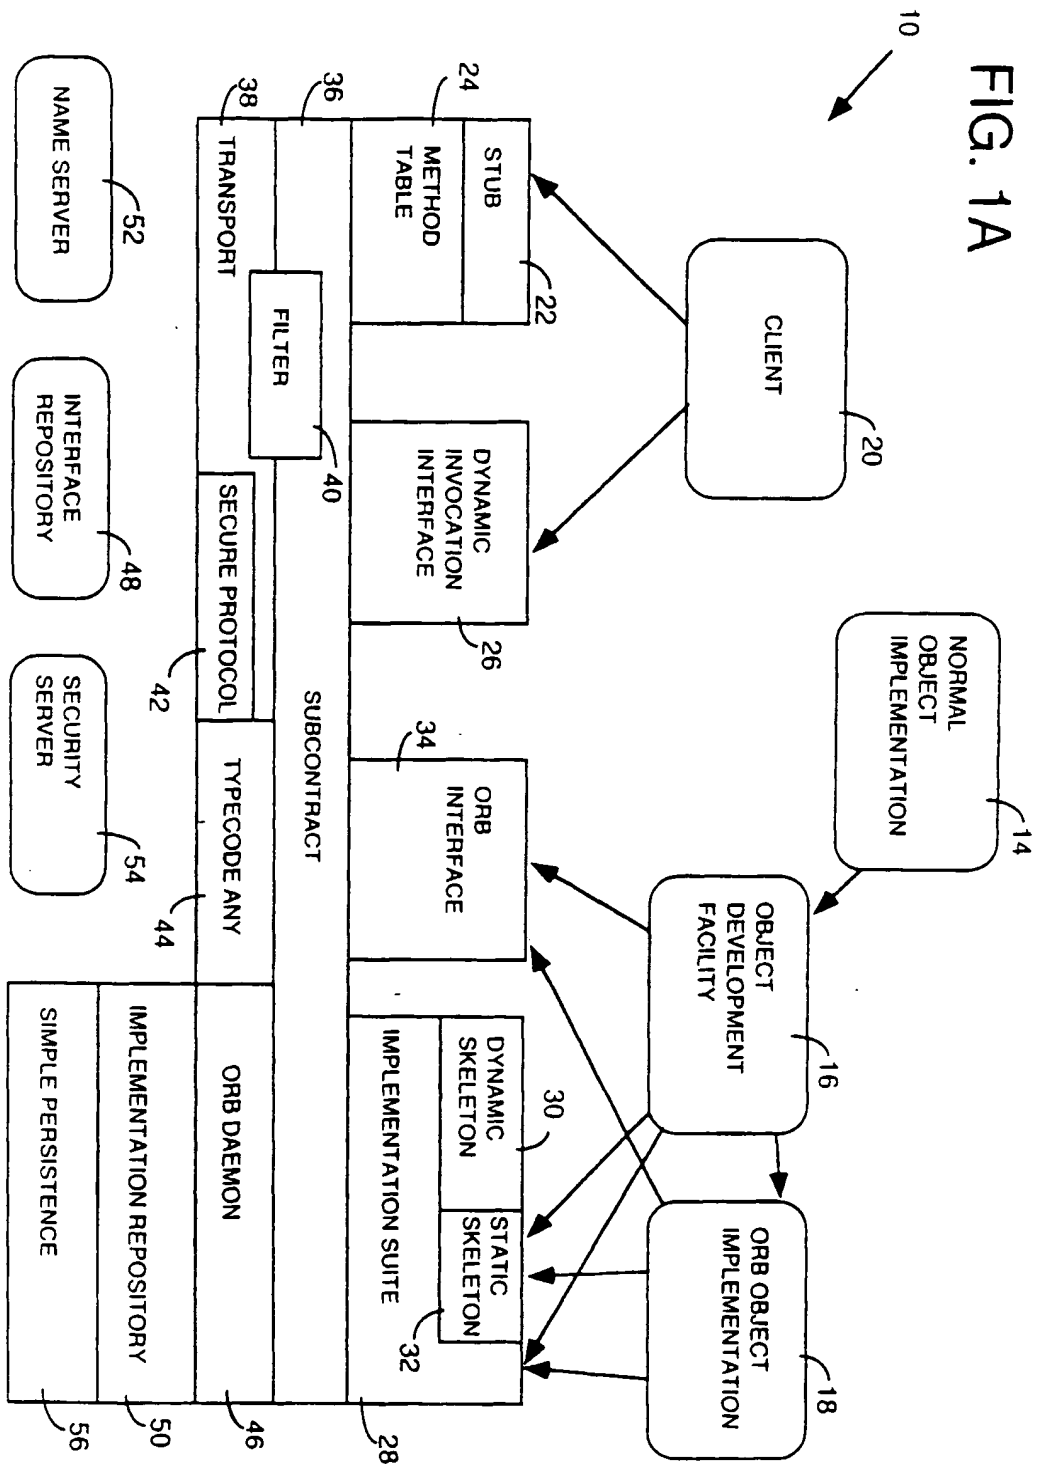 FIG. 1A
10
CLIENT
20
NORMAL
OBJECT
IMPLEMENTATION
14
OBJECT
DEVELOPMENT
FACILITY
16
ORB OBJECT
IMPLEMENTATION
18
STUB
22
24
METHOD
TABLE
DYNAMIC
INVOCATION
INTERFACE
26
34
ORB
INTERFACE
30
DYNAMIC
SKELETON
STATIC
SKELETON
32
IMPLEMENTATION SUITE
28
36
SUBCONTRACT
38
TRANSPORT
FILTER
40
SECURE PROTOCOL
42
TYPECODE ANY
44
ORB DAEMON
46
IMPLEMENTATION REPOSITORY
50
SIMPLE PERSISTENCE
56
NAME SERVER
52
INTERFACE
REPOSITORY
48
SECURITY
SERVER
54